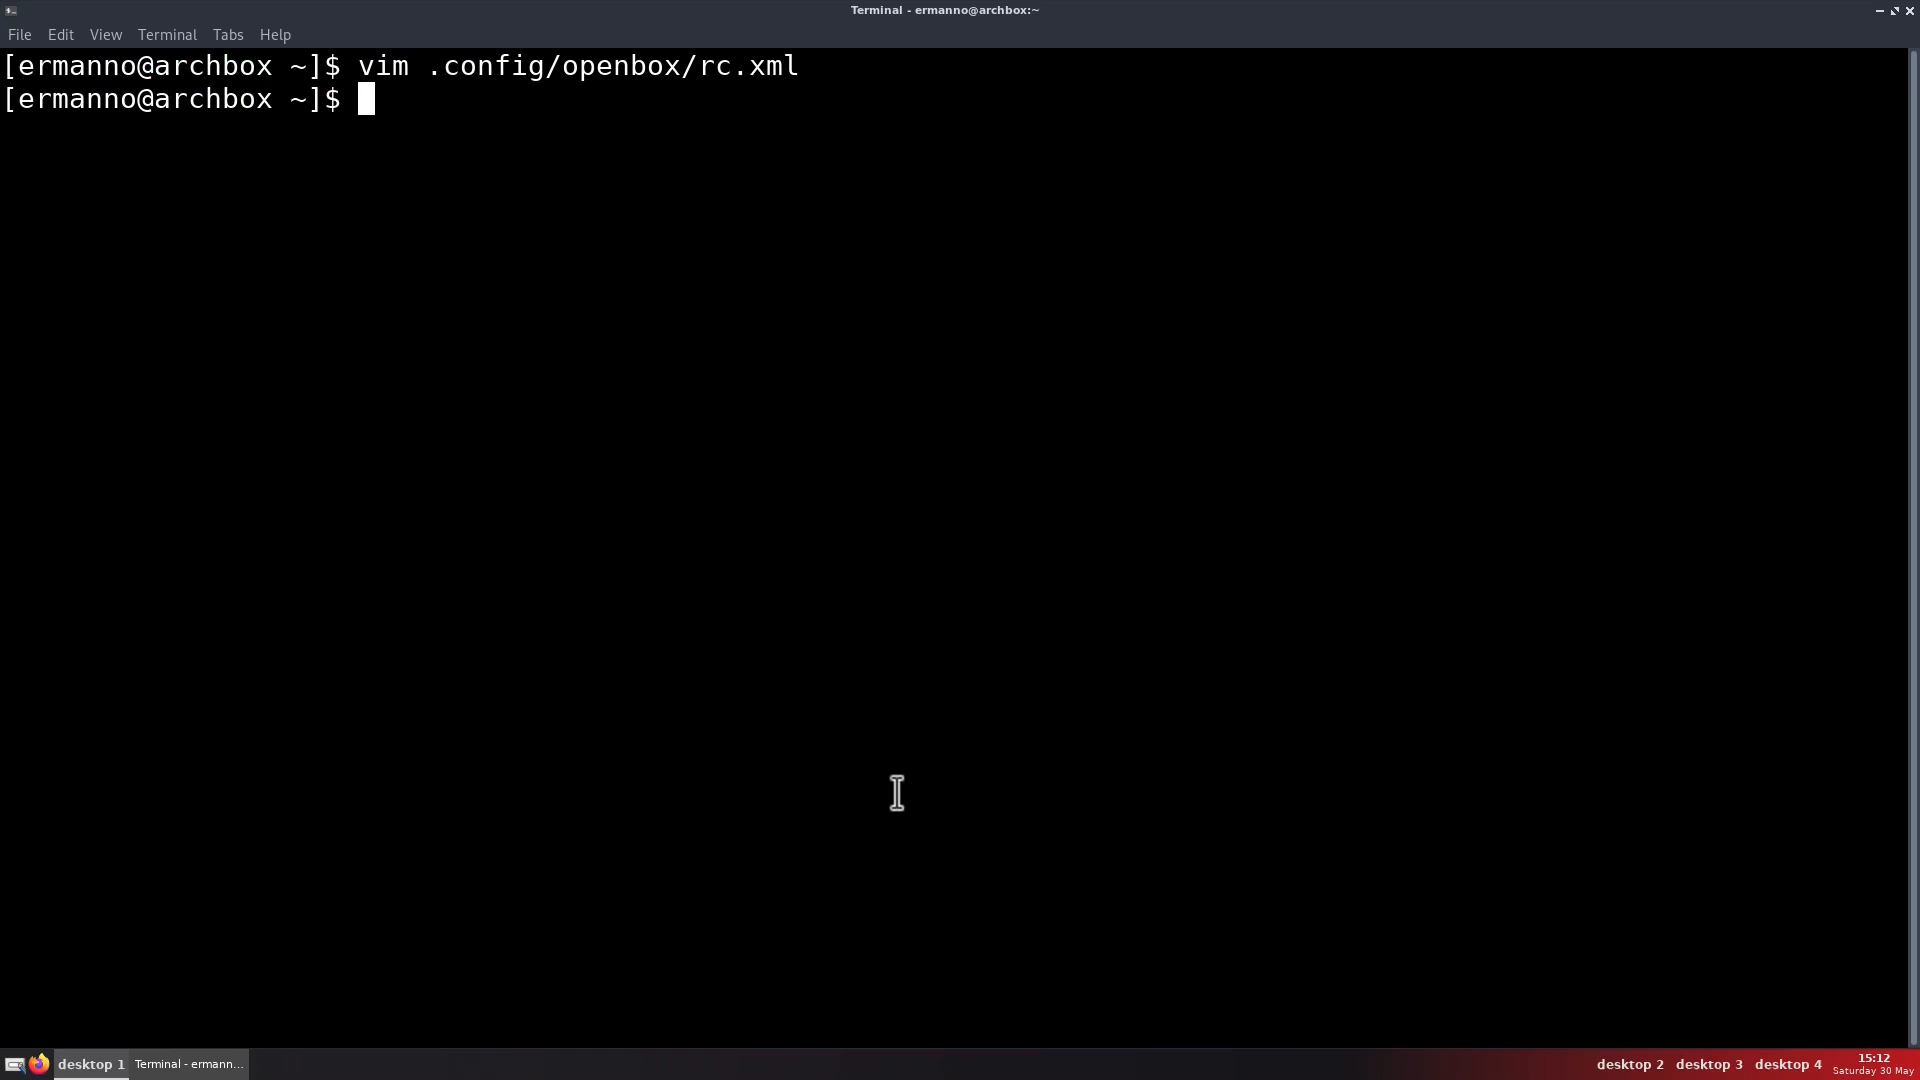 Terminal - ermanno@archbox:~
File Edit View Terminal Tabs Help
[ermanno@archbox ~]$ vim .config/openbox/rc.xml
[ermanno@archbox ~]$
desktop 1 Terminal - ermann... desktop 2 desktop 3 desktop 4 15:12
Saturday 30 May